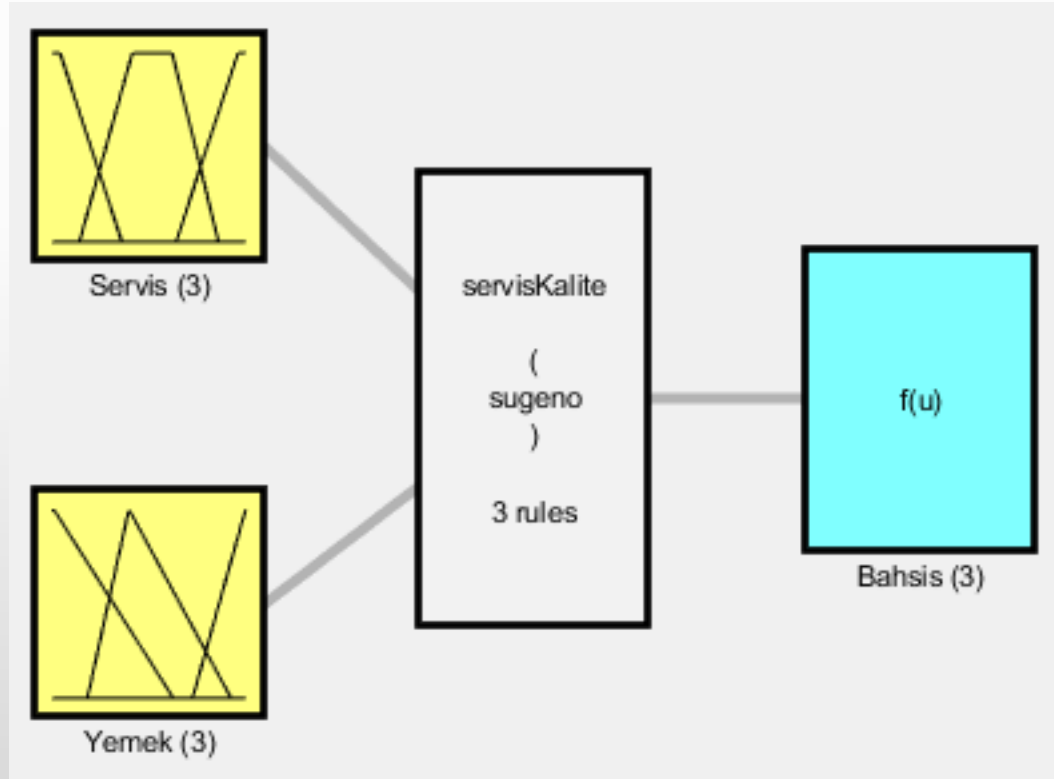 Servis (3)
Yemek (3)
servisKalite
(
sugeno
)
3 rules
f(u)
Bahsis (3)